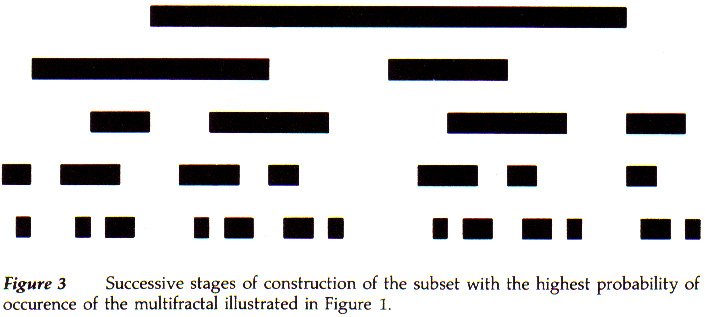 Figure 3 Successive stages of construction of the subset with the highest probability of
occurence of the multifractal illustrated in Figure 1.